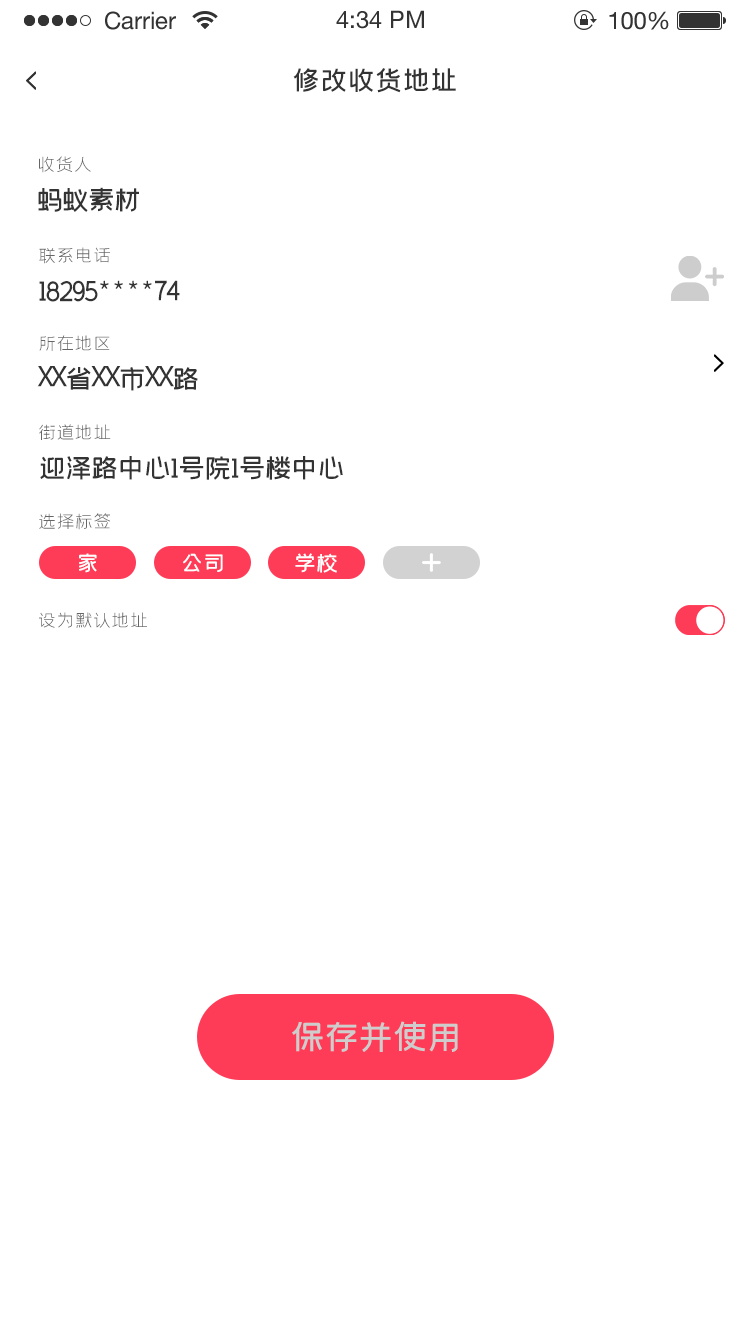 Carrier 4:34 PM 100%
修改收货地址
收货人
蚂蚁素材
联系电话
18295****74
所在地区
XX省XX市XX路
街道地址
迎泽路中心1号院1号楼中心
选择标签
家 公司 学校 +
设为默认地址
保存并使用